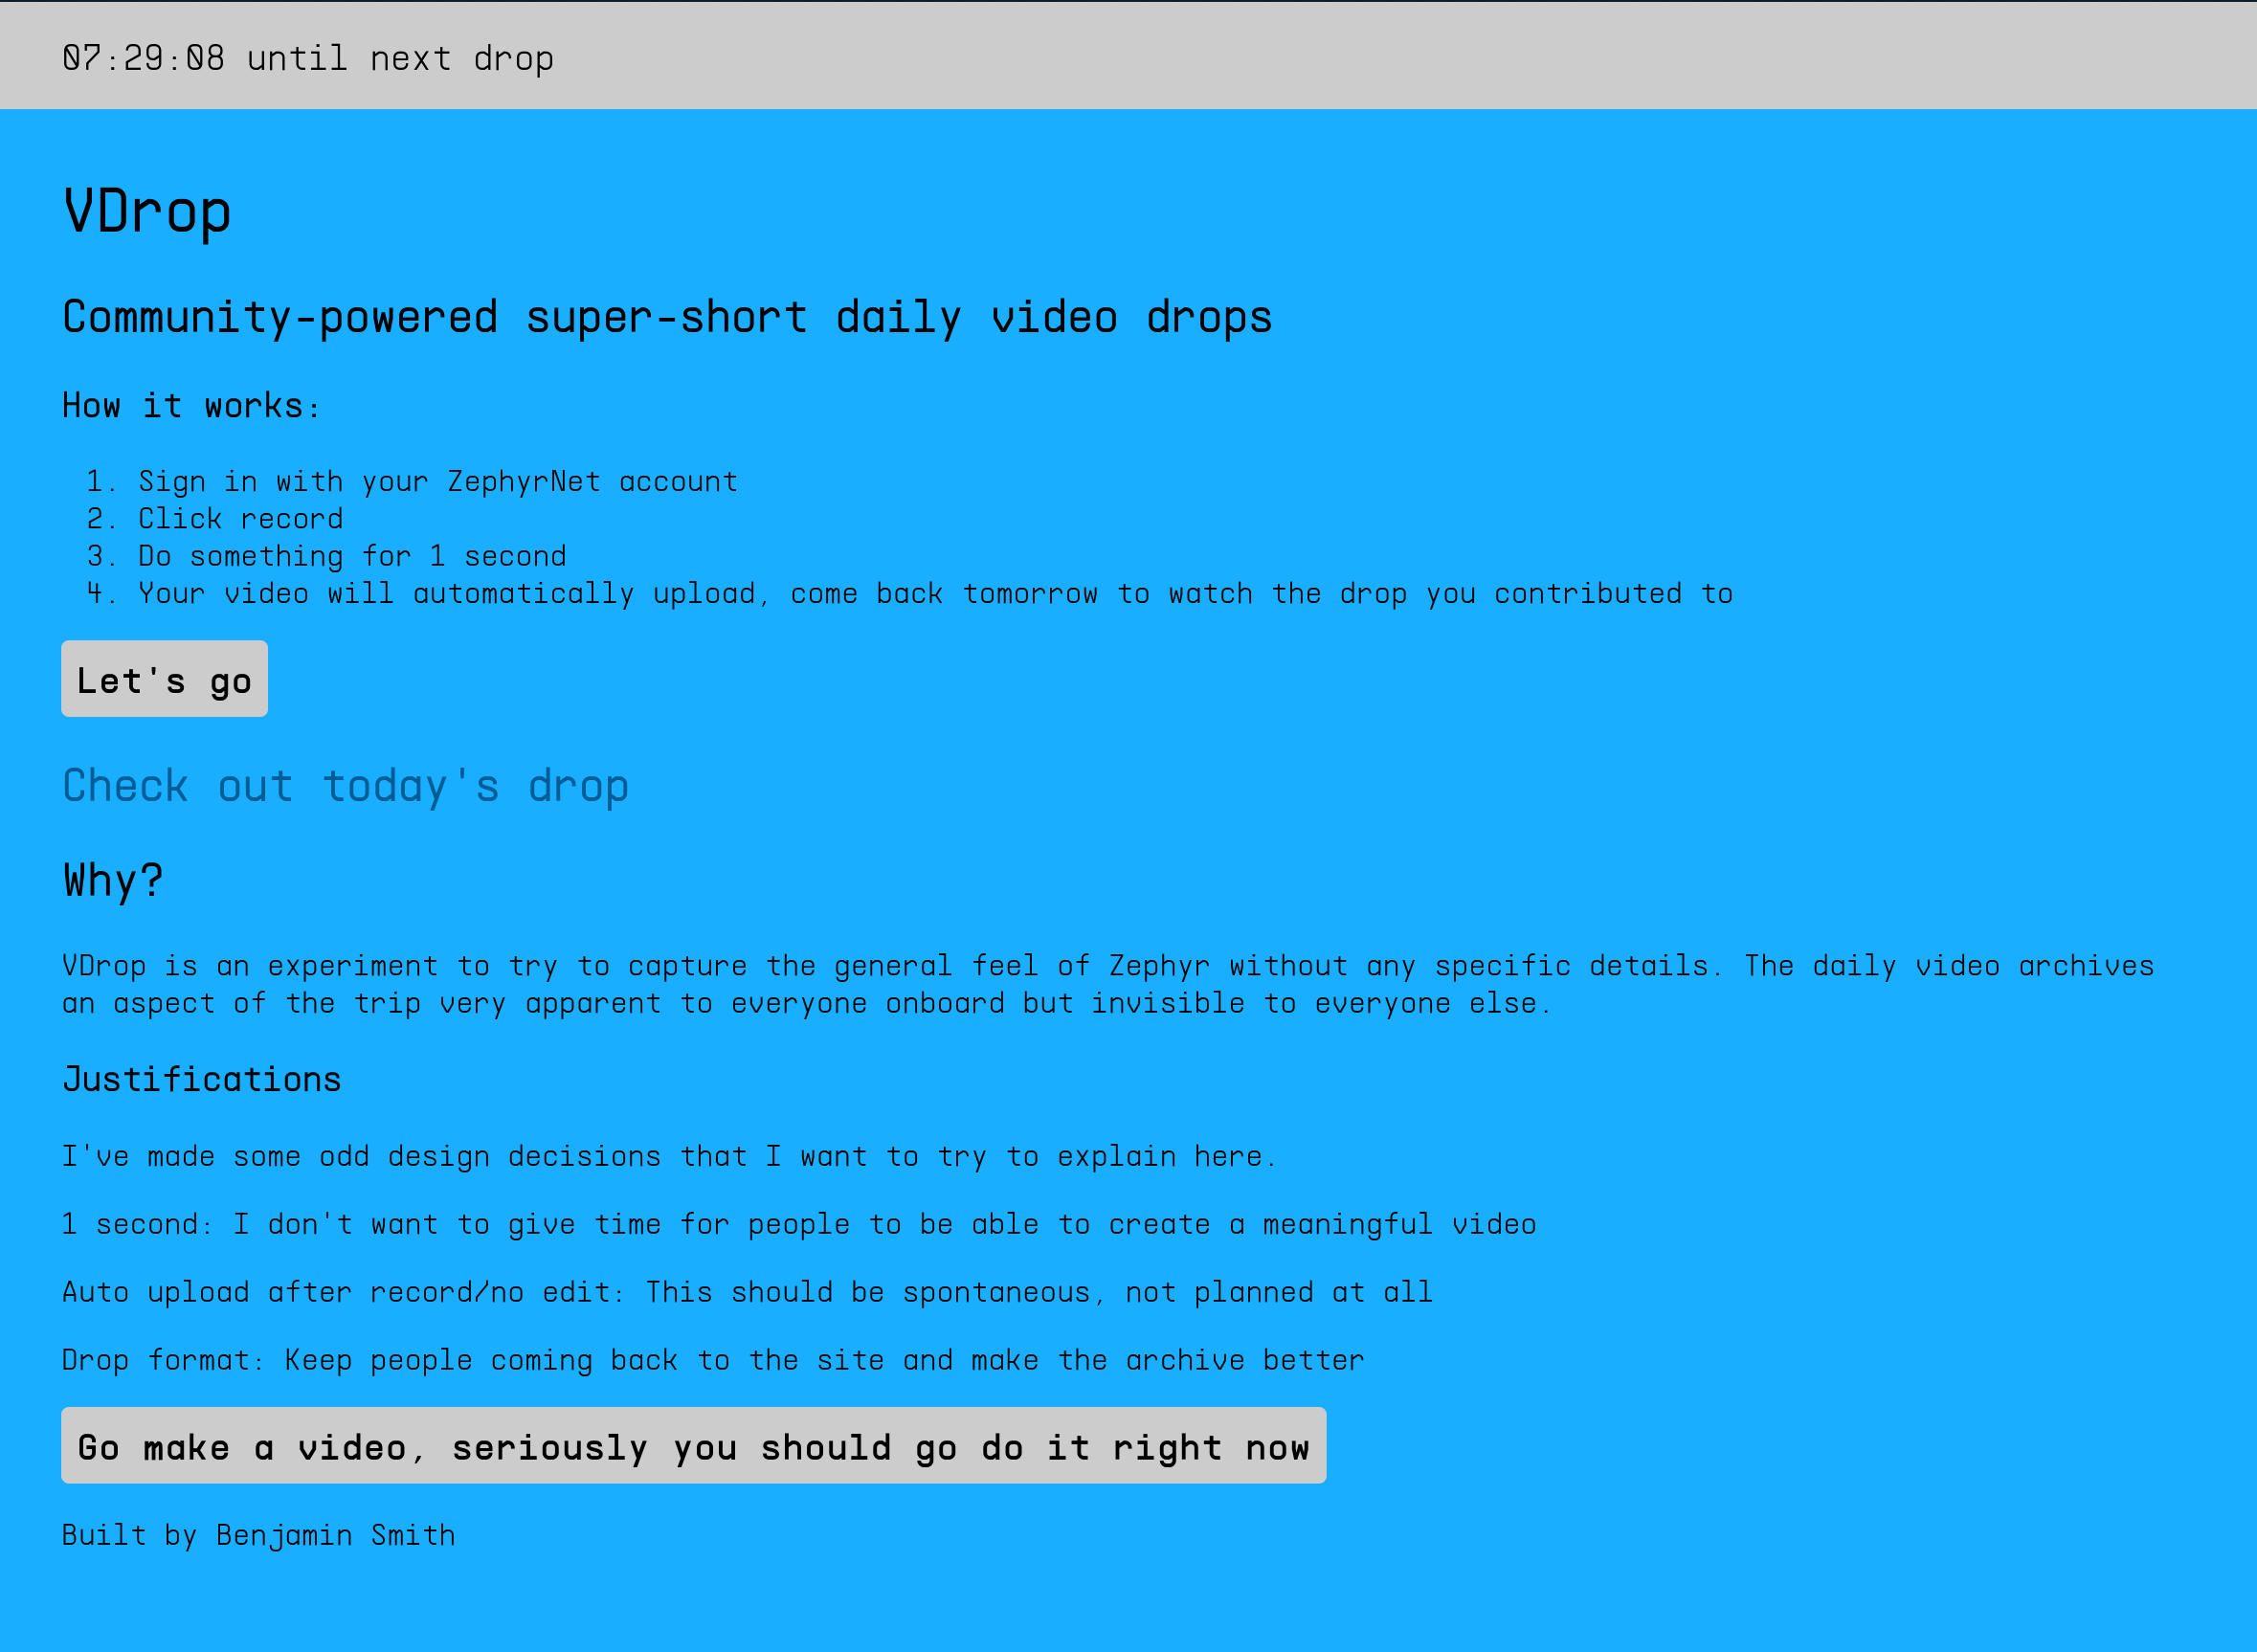 07:29:08 until next drop
VDrop
Community-powered super-short daily video drops
How it works:
1. Sign in with your ZephyrNet account
2. Click record
3. Do something for 1 second
4. Your video will automatically upload, come back tomorrow to watch the drop you contributed to
Let's go
Check out today's drop
Why?
VDrop is an experiment to try to capture the general feel of Zephyr without any specific details. The daily video archives
an aspect of the trip very apparent to everyone onboard but invisible to everyone else.
Justifications
I've made some odd design decisions that I want to try to explain here.
1 second: I don't want to give time for people to be able to create a meaningful video
Auto upload after record/no edit: This should be spontaneous, not planned at all
Drop format: Keep people coming back to the site and make the archive better
Go make a video, seriously you should go do it right now
Built by Benjamin Smith